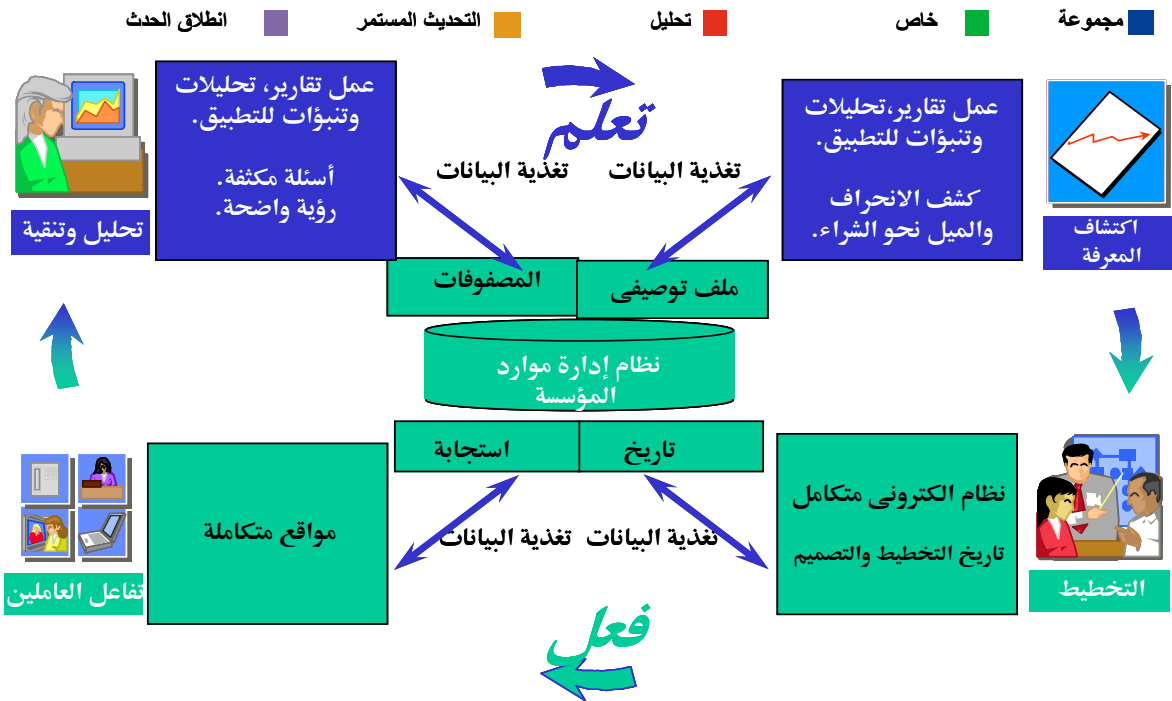 مجموعة
خاص
تحليل
التحديث المستمر
انطلاق الحدث
عمل تقارير،تحليلات
وتنبؤات للتطبيق.
كشف الانحراف
والميل نحو الشراء.
اكتشاف
المعرفة
تعلم
تغذية البيانات
تغذية البيانات
عمل تقارير، تحليلات
وتنبؤات للتطبيق.
أسئلة مكثفة.
رؤية واضحة.
تحليل وتنقية
ملف توصيفى
المصفوفات
نظام إدارة موارد
المؤسسة
تاريخ
استجابة
نظام الكترونى متكامل
تاريخ التخطيط والتصميم
التخطيط
تغذية البيانات
تغذية البيانات
مواقع متكاملة
تفاعل العاملين
فعل